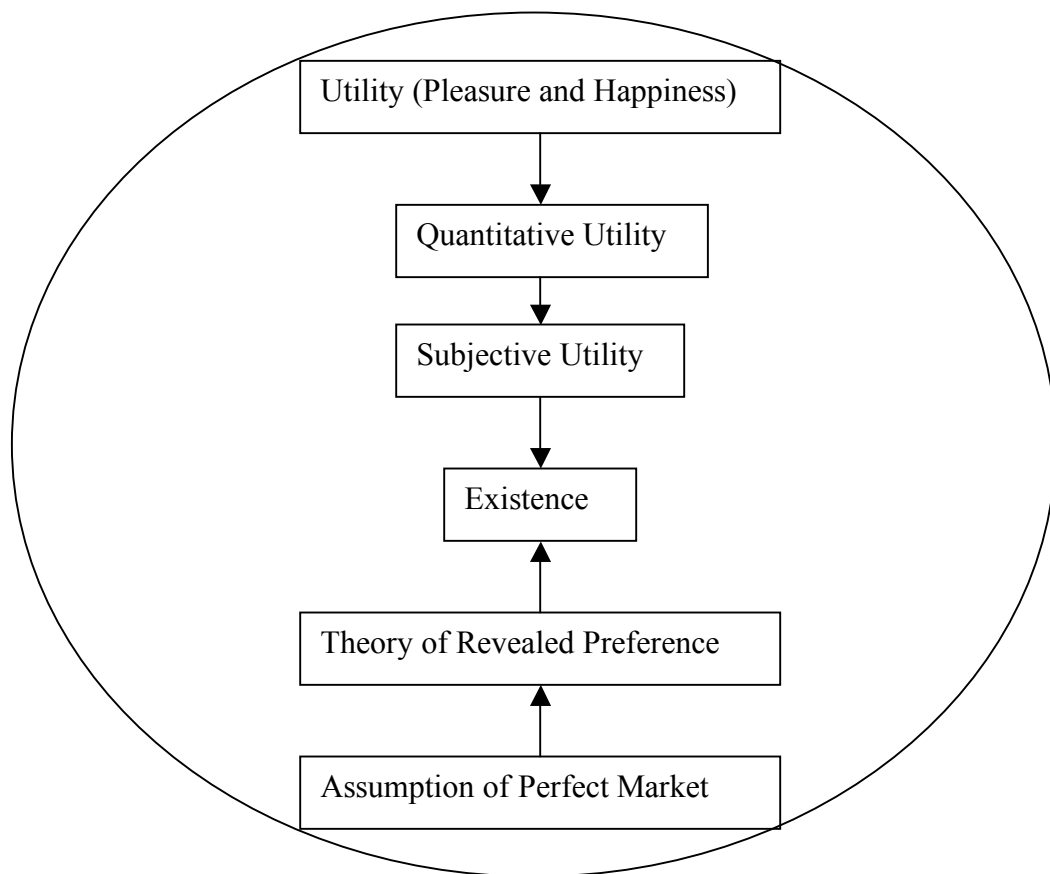 Utility (Pleasure and Happiness)
Quantitative Utility
Subjective Utility
Existence
Theory of Revealed Preference
Assumption of Perfect Market